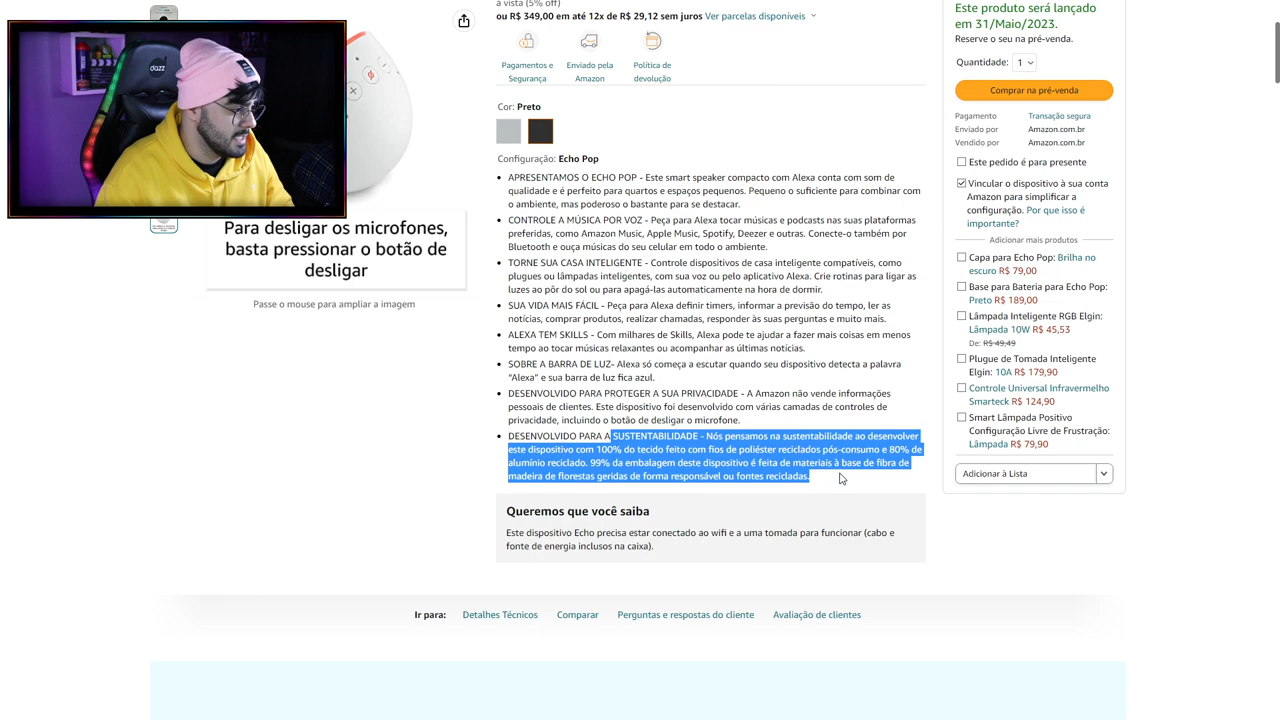 a vista (5% off)
ou R$ 349,00 em até 12x de R$ 29,12 sem juros Ver parcelas disponíveis
Pagamentos e Segurança
Enviado pela Amazon
Política de devolução
Cor: Preto
Configuração: Echo Pop
APRESENTAMOS O ECHO POP - Este smart speaker compacto com Alexa conta com som de
qualidade e é perfeito para quartos e espaços pequenos. Pequeno o suficiente para combinar com
o ambiente, mas poderoso o bastante para se destacar.
CONTROLE A MÚSICA POR VOZ - Peça para Alexa tocar músicas e podcasts nas suas plataformas
preferidas, como Amazon Music, Apple Music, Spotify, Deezer e outras. Conecte-o também por
Bluetooth e ouça músicas do seu celular em todo o ambiente.
TORNE SUA CASA INTELIGENTE - Controle dispositivos de casa inteligente compatíveis, como
plugues ou lâmpadas inteligentes, com sua voz ou pelo aplicativo Alexa. Crie rotinas para ligar as
luzes ao pôr do sol ou para apagá-las automaticamente na hora de dormir.
SUA VIDA MAIS FÁCIL - Peça para Alexa definir timers, informar a previsão do tempo, ler as
notícias, comprar produtos, realizar chamadas, responder às suas perguntas e muito mais.
ALEXA TEM SKILLS - Com milhares de Skills, Alexa pode te ajudar a fazer mais coisas em menos
tempo ao tocar músicas relaxantes ou acompanhar as últimas notícias.
SOBRE A BARRA DE LUZ- Alexa só começa a escutar quando seu dispositivo detecta a palavra
“Alexa” e sua barra de luz fica azul.
DESENVOLVIDO PARA PROTEGER A SUA PRIVACIDADE - A Amazon não vende informações
pessoais de clientes. Este dispositivo foi desenvolvido com várias camadas de controles de
privacidade, incluindo o botão de desligar o microfone.
DESENVOLVIDO PARA A SUSTENTABILIDADE - Nós pensamos na sustentabilidade ao desenvolver
este dispositivo com 100% do tecido feito com fios de poliéster reciclados pós-consumo e 80% de
alumínio reciclado. 99% da embalagem deste dispositivo é feita de materiais à base de fibra de
madeira de florestas geridas de forma responsável ou fontes recicladas.
Queremos que você saiba
Este dispositivo Echo precisa estar conectado ao wifi e a uma tomada para funcionar (cabo e
fonte de energia inclusos na caixa).
dazz
Para desligar os microfones,
basta pressionar o botão de
desligar
Passe o mouse para ampliar a imagem
Este produto será lançado
em 31/Maio/2023.
Reserve o seu na pré-venda.
Quantidade: 1
Comprar na pré-venda
Pagamento Transação segura
Enviado por Amazon.com.br
Vendido por Amazon.com.br
Este pedido é para presente
Vincular o dispositivo à sua conta
Amazon para simplificar a
configuração. Por que isso é
importante?
Adicionar mais produtos
Capa para Echo Pop: Brilha no
escuro R$ 79,00
Base para Bateria para Echo Pop:
Preto R$ 189,00
Lâmpada Inteligente RGB Elgin:
Lâmpada 10W R$ 45,53
De: R$ 49,49
Plugue de Tomada Inteligente
Elgin: 10A R$ 179,90
Controle Universal Infravermelho
Smarteck R$ 124,90
Smart Lâmpada Positivo
Configuração Livre de Frustração:
Lâmpada R$ 79,90
Adicionar à Lista
Ir para: Detalhes Técnicos Comparar Perguntas e respostas do cliente Avaliação de clientes